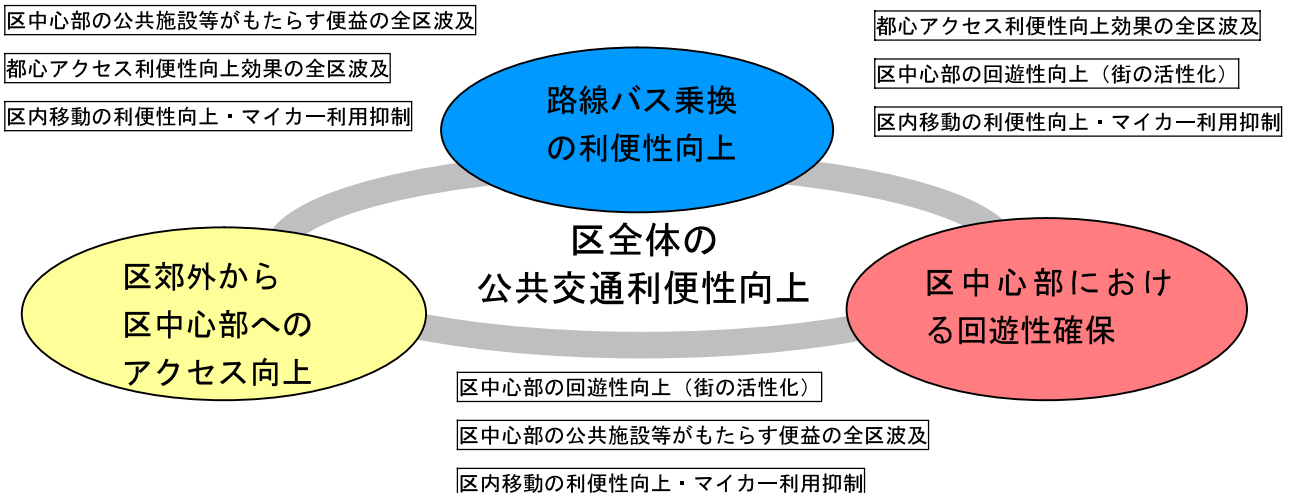 区中心部の公共施設等がもたらす便益の全区波及
都心アクセス利便性向上効果の全区波及
区内移動の利便性向上・マイカー利用抑制
都心アクセス利便性向上効果の全区波及
区中心部の回遊性向上（街の活性化）
区内移動の利便性向上・マイカー利用抑制
路線バス乗換
の利便性向上
区全体の
公共交通利便性向上
区郊外から
区中心部への
アクセス向上
区中心部におけ
る回遊性確保
区中心部の回遊性向上（街の活性化）
区中心部の公共施設等がもたらす便益の全区波及
区内移動の利便性向上・マイカー利用抑制